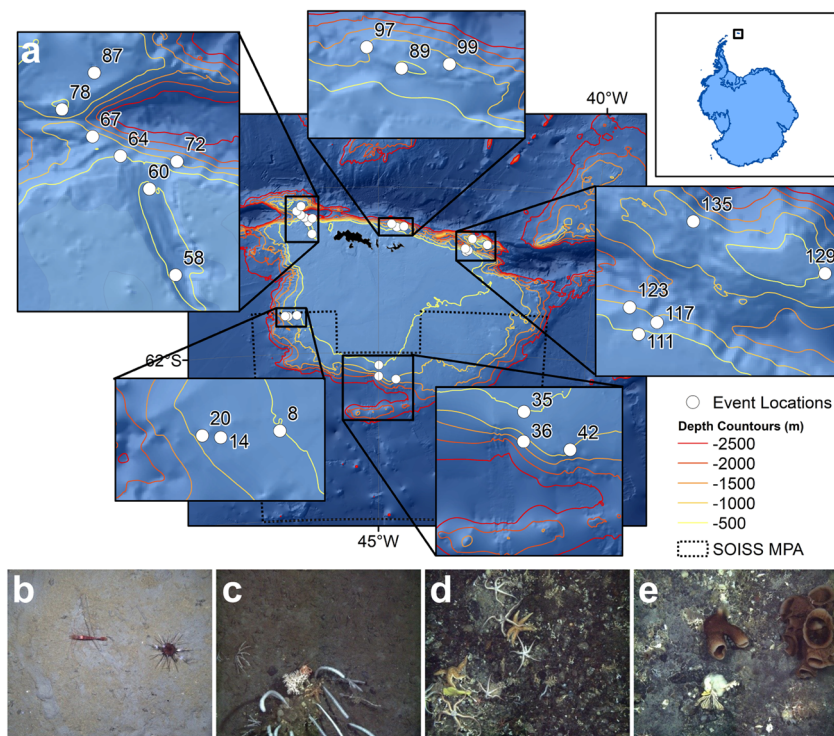 a
87
78
67
64
72
60
58
97
89
99
40°W
135
129
123
117
111
62°S
20
14
8
35
36
42
45°W
Event Locations
Depth Countours (m)
-2500
-2000
-1500
-1000
-500
SOISS MPA
b
c
d
e